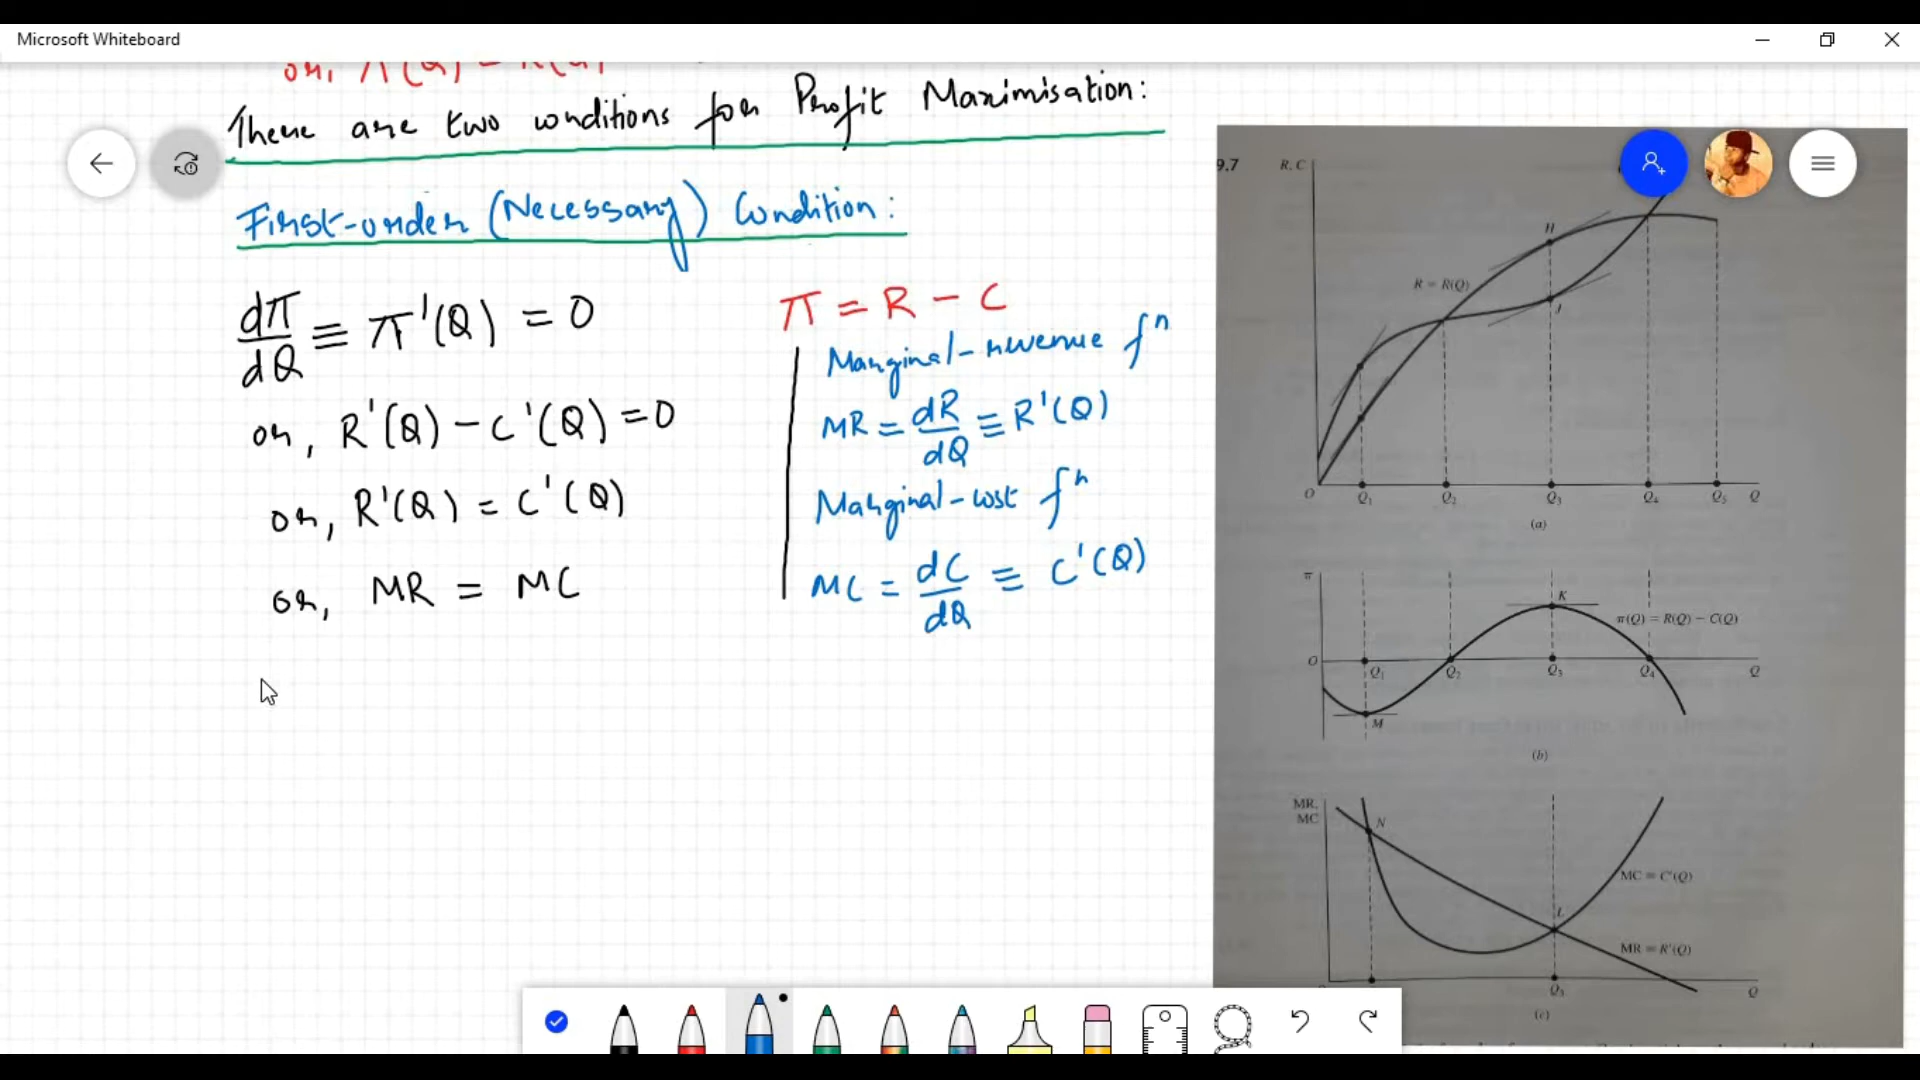 Microsoft Whiteboard
or, π(Q) = R(Q)
There are two conditions for Profit Maximisation:
First-order (Necessary) Condition:
dπ/dQ ≡ π'(Q) = 0
or, R'(Q) - C'(Q) = 0
or, R'(Q) = C'(Q)
or, MR = MC
π = R - C
Marginal-revenue fⁿ
MR = dR/dQ ≡ R'(Q)
Marginal-cost fⁿ
MC = dC/dQ ≡ C'(Q)
9.7
R, C
H
R = R(Q)
J
O Q₁ Q₂ Q₃ Q₄ Q₅ Q
(a)
π
K
π(Q) = R(Q) − C(Q)
O Q₁ Q₂ Q₃ Q₄ Q
M
(b)
MR,
MC
N
MC = C'(Q)
L
MR = R'(Q)
Q₃ Q
(c)